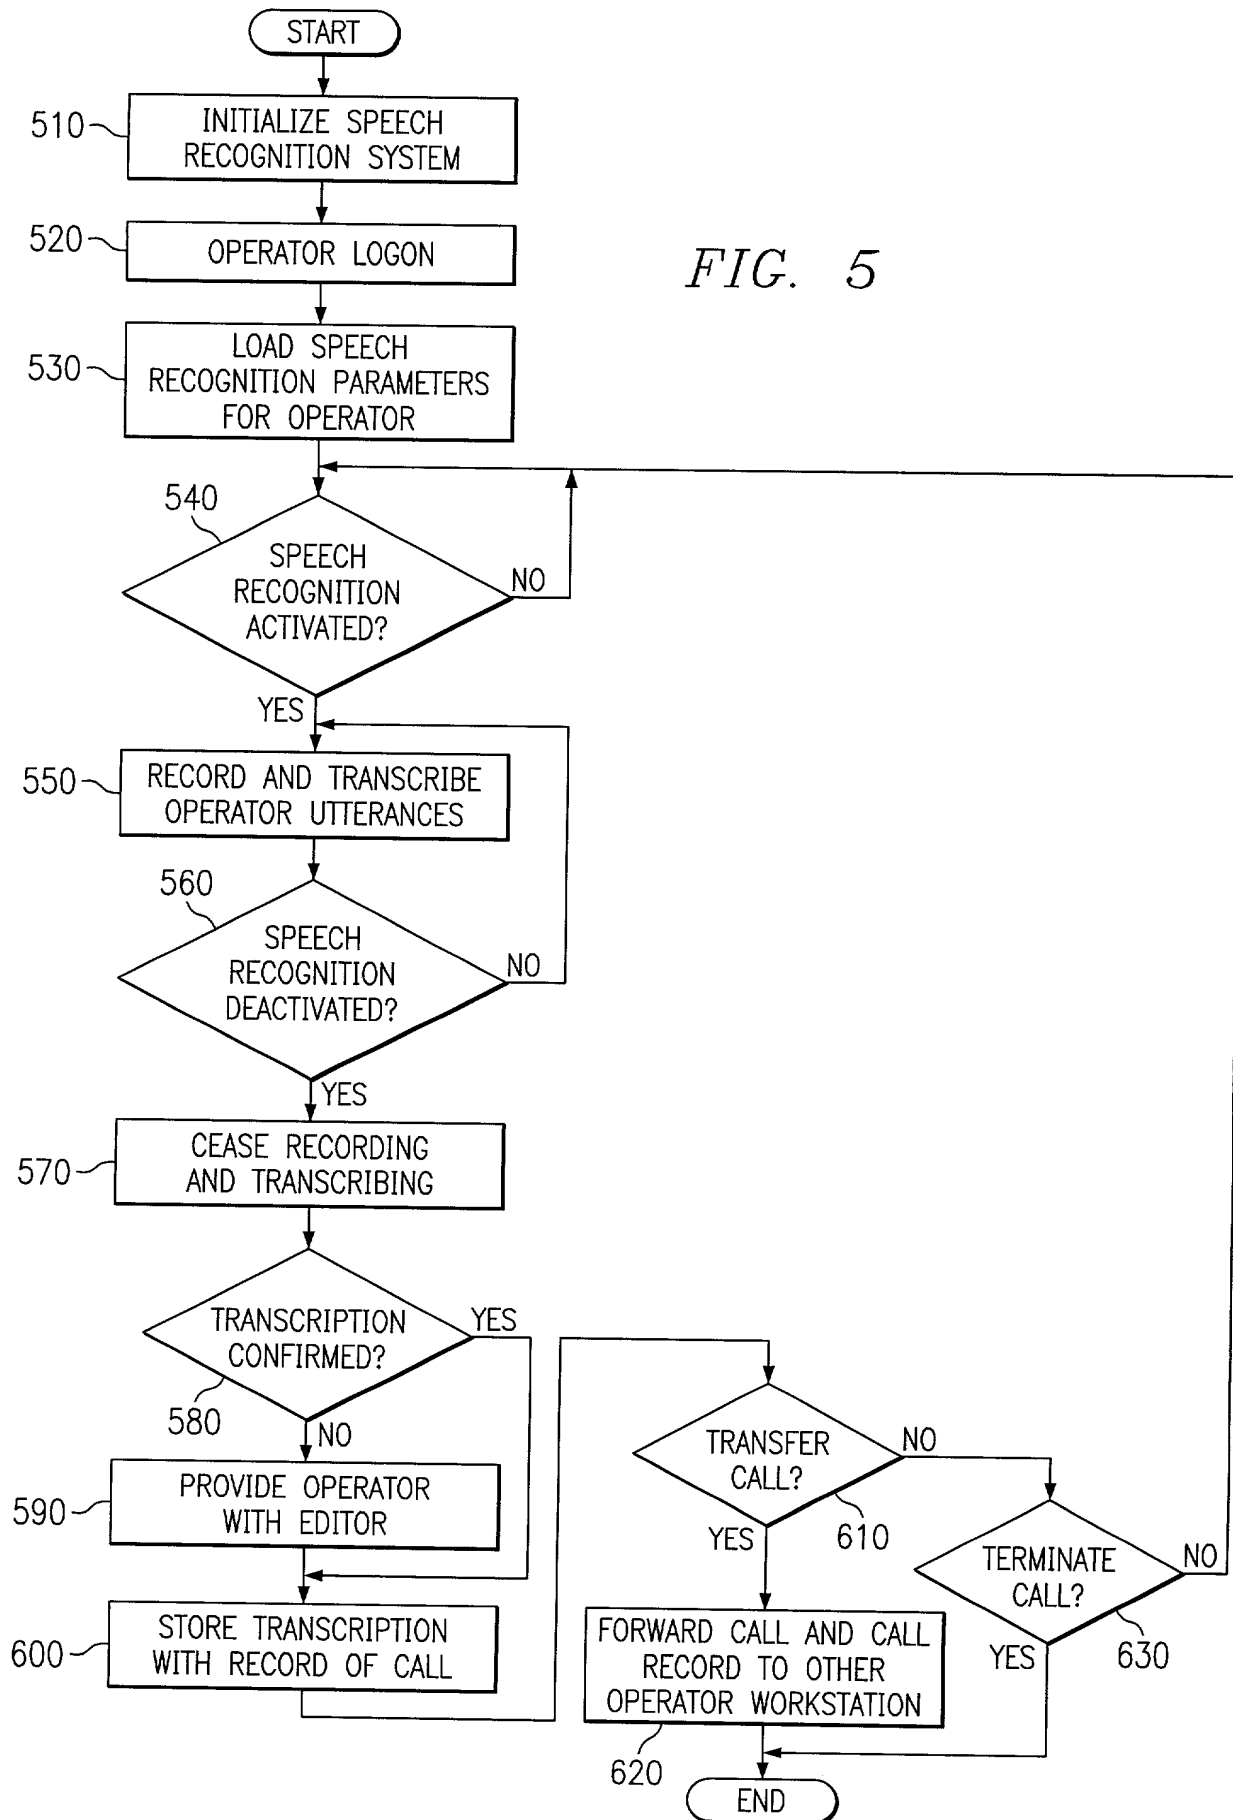 START
510
INITIALIZE SPEECH
RECOGNITION SYSTEM
520
OPERATOR LOGON
FIG. 5
530
LOAD SPEECH
RECOGNITION PARAMETERS
FOR OPERATOR
540
SPEECH
RECOGNITION
ACTIVATED?
NO
YES
550
RECORD AND TRANSCRIBE
OPERATOR UTTERANCES
560
SPEECH
RECOGNITION
DEACTIVATED?
NO
YES
570
CEASE RECORDING
AND TRANSCRIBING
TRANSCRIPTION
CONFIRMED?
YES
580
NO
590
PROVIDE OPERATOR
WITH EDITOR
600
STORE TRANSCRIPTION
WITH RECORD OF CALL
TRANSFER
CALL?
NO
610
YES
TERMINATE
CALL?
NO
630
YES
FORWARD CALL AND CALL
RECORD TO OTHER
OPERATOR WORKSTATION
620
END